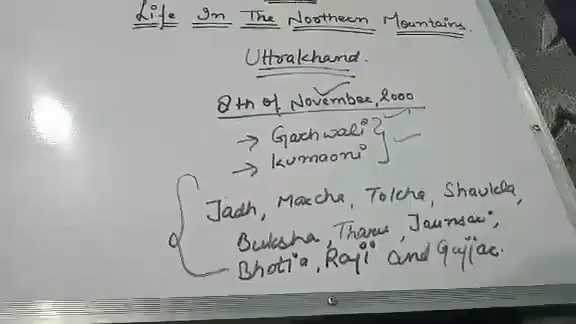 Life In The Northern Mountains.
Uttrakhand.
8th of November, 2000
→ Garhwali
→ Kumaoni
Jadh, Marcha, Tolcha, Shaukla,
Buksha, Tharu, Jaunsari,
Bhotia, Raji and Gujjar.